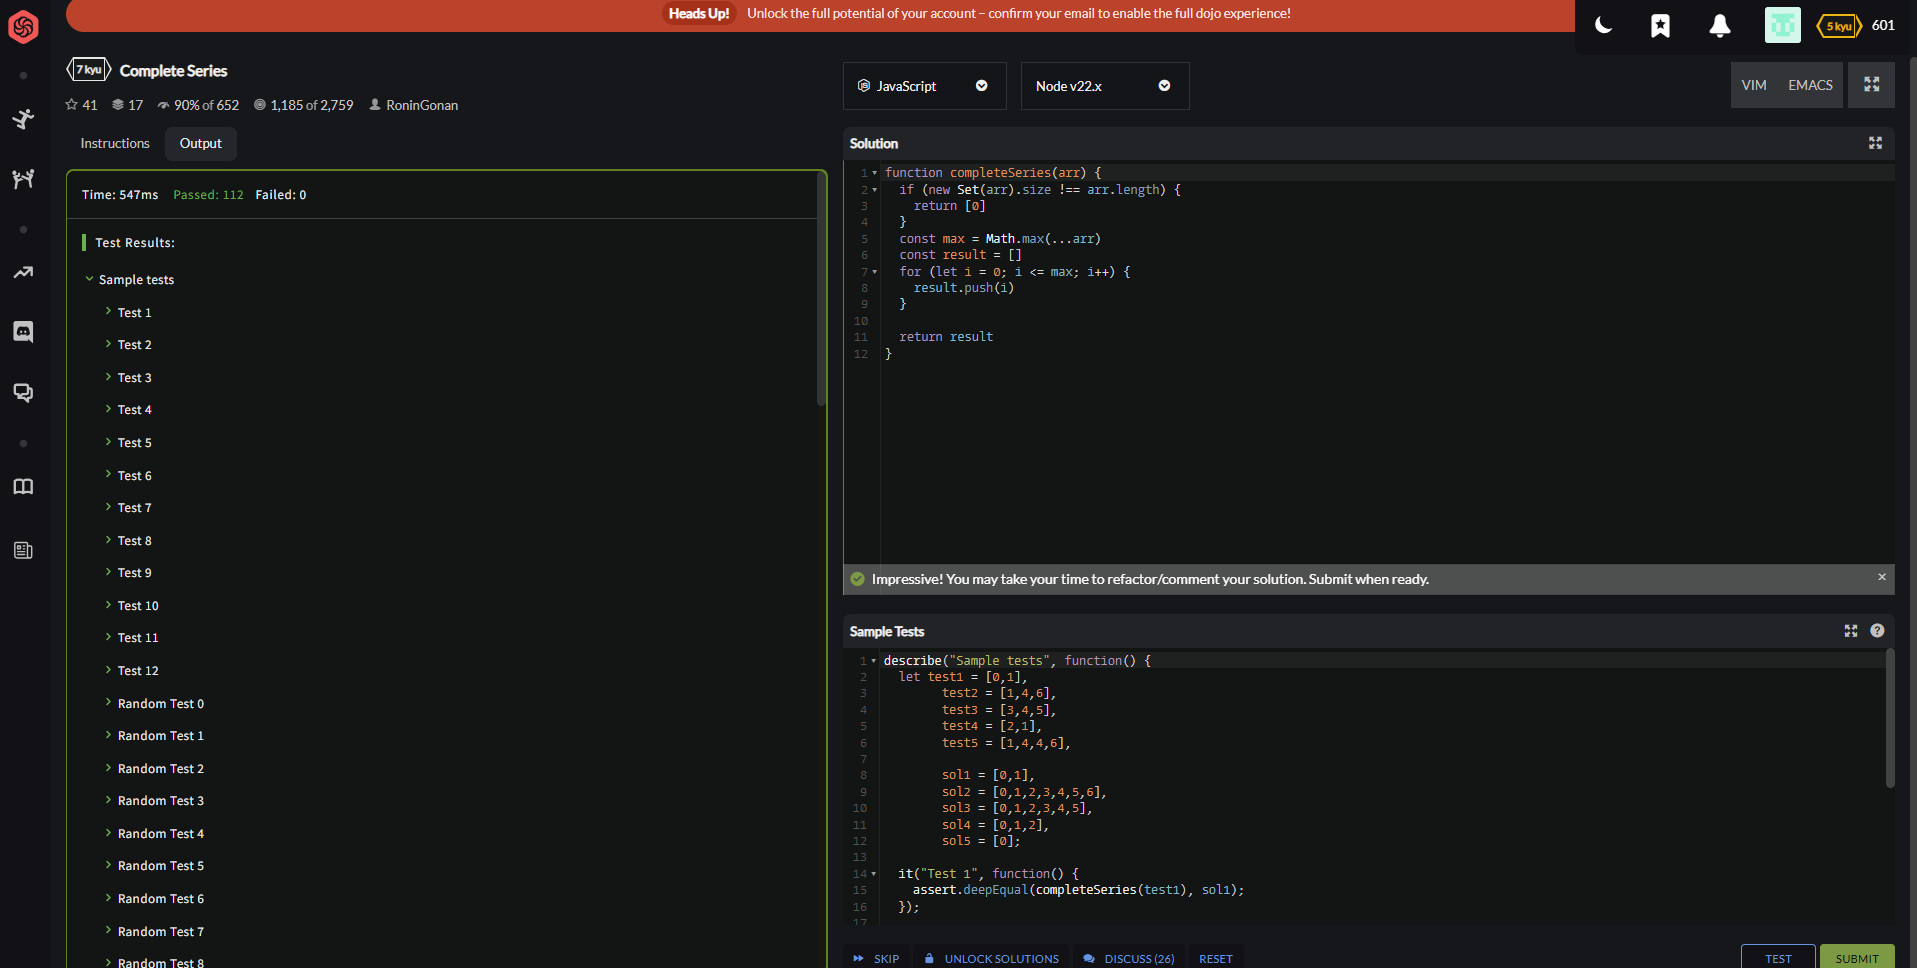 Heads Up! Unlock the full potential of your account – confirm your email to enable the full dojo experience!
5 kyu 601
7 kyu Complete Series
41 17 90% of 652 1,185 of 2,759 RoninGonan
Instructions Output
Time: 547ms Passed: 112 Failed: 0
Test Results:
Sample tests
Test 1
Test 2
Test 3
Test 4
Test 5
Test 6
Test 7
Test 8
Test 9
Test 10
Test 11
Test 12
Random Test 0
Random Test 1
Random Test 2
Random Test 3
Random Test 4
Random Test 5
Random Test 6
Random Test 7
Random Test 8
JavaScript Node v22.x VIM EMACS
Solution
1 function completeSeries(arr) {
2 if (new Set(arr).size !== arr.length) {
3 return [0]
4 }
5 const max = Math.max(...arr)
6 const result = []
7 for (let i = 0; i <= max; i++) {
8 result.push(i)
9 }
10
11 return result
12 }
Impressive! You may take your time to refactor/comment your solution. Submit when ready.
Sample Tests
1 describe("Sample tests", function() {
2 let test1 = [0,1],
3 test2 = [1,4,6],
4 test3 = [3,4,5],
5 test4 = [2,1],
6 test5 = [1,4,4,6],
7
8 sol1 = [0,1],
9 sol2 = [0,1,2,3,4,5,6],
10 sol3 = [0,1,2,3,4,5],
11 sol4 = [0,1,2],
12 sol5 = [0];
13
14 it("Test 1", function() {
15 assert.deepEqual(completeSeries(test1), sol1);
16 });
17
SKIP UNLOCK SOLUTIONS DISCUSS (26) RESET TEST SUBMIT